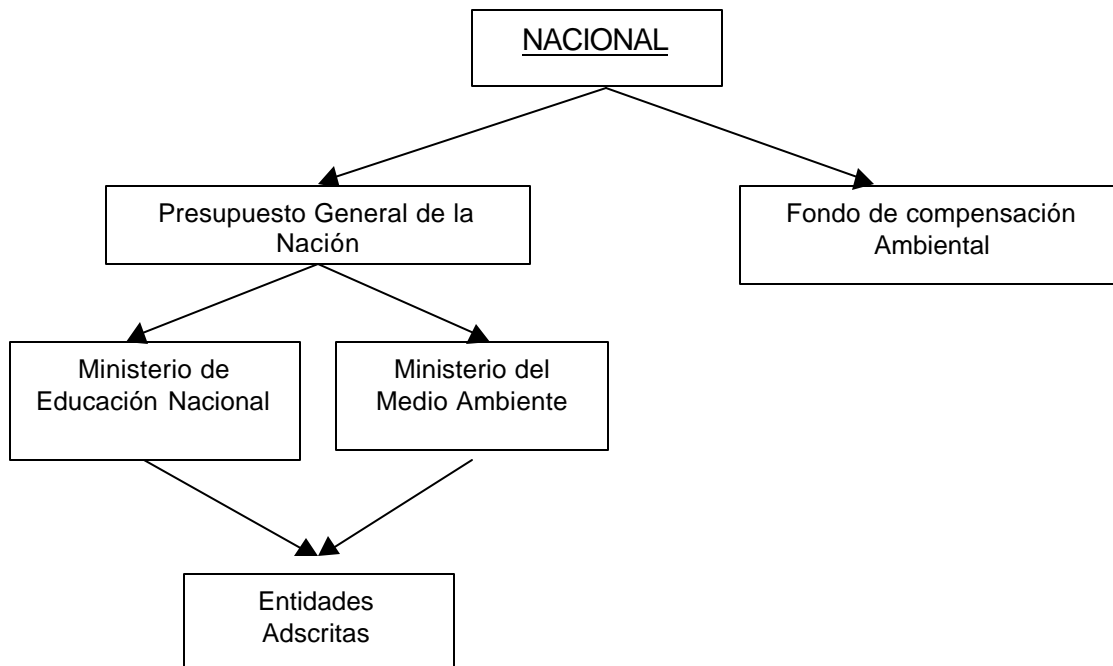 NACIONAL
Presupuesto General de la
Nación
Fondo de compensación
Ambiental
Ministerio de
Educación Nacional
Ministerio del
Medio Ambiente
Entidades
Adscritas